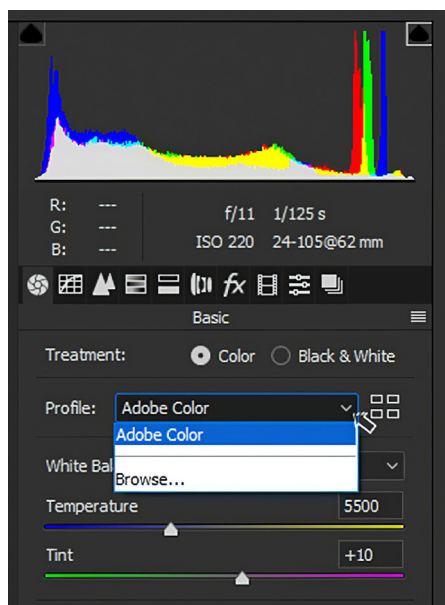 R: ---
G: ---
B: ---
f/11 1/125 s
ISO 220 24-105@62 mm
fx
Basic
Treatment: Color Black & White
Profile: Adobe Color
Adobe Color
White Bal
Browse...
Temperature 5500
Tint +10